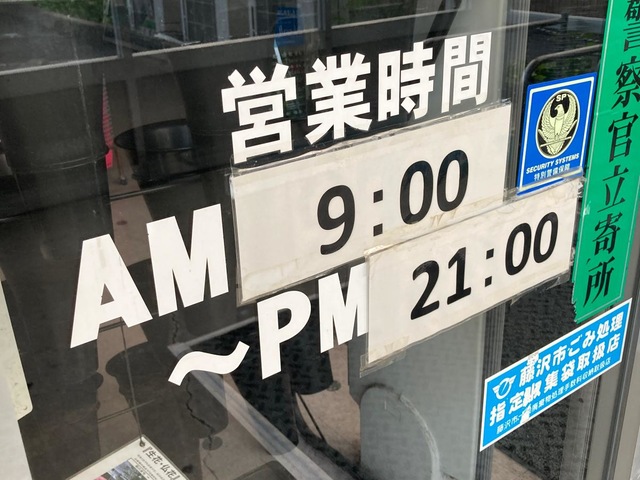 営業時間
AM 9:00
～PM 21:00
SP
SECURITY SYSTEMS
特別警備保障
警察官立寄所
藤沢市ごみ処理
指定収集袋取扱店